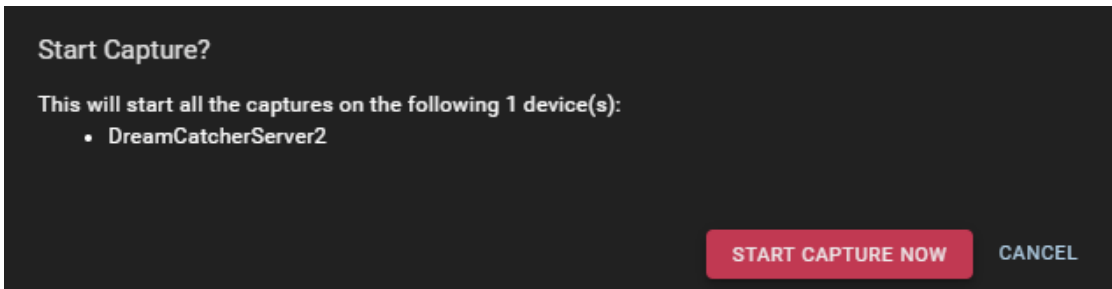 Start Capture?
This will start all the captures on the following 1 device(s):
• DreamCatcherServer2
START CAPTURE NOW
CANCEL